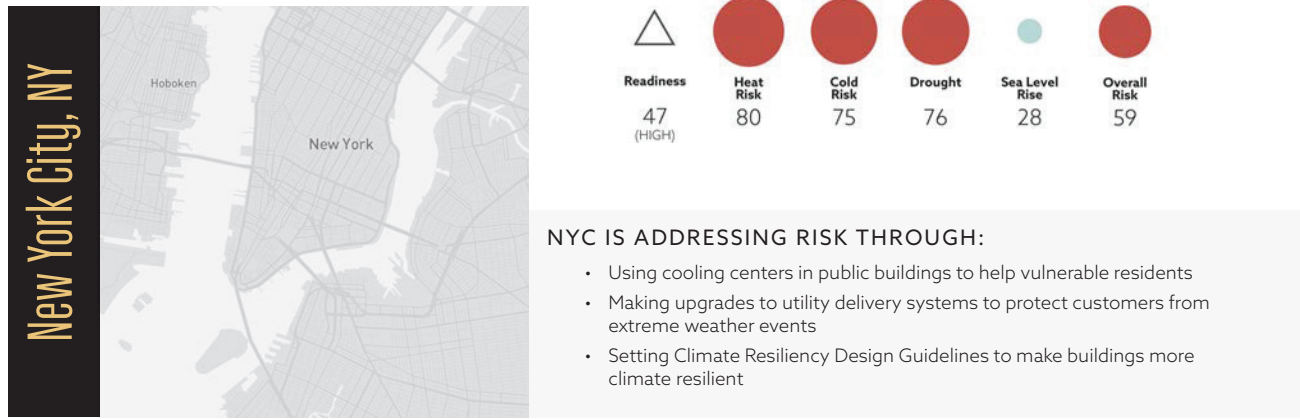 New York City, NY
Hoboken
New York
Readiness
47
(HIGH)
Heat
Risk
80
Cold
Risk
75
Drought
76
Sea Level
Rise
28
Overall
Risk
59
NYC IS ADDRESSING RISK THROUGH:
• Using cooling centers in public buildings to help vulnerable residents
• Making upgrades to utility delivery systems to protect customers from
extreme weather events
• Setting Climate Resiliency Design Guidelines to make buildings more
climate resilient